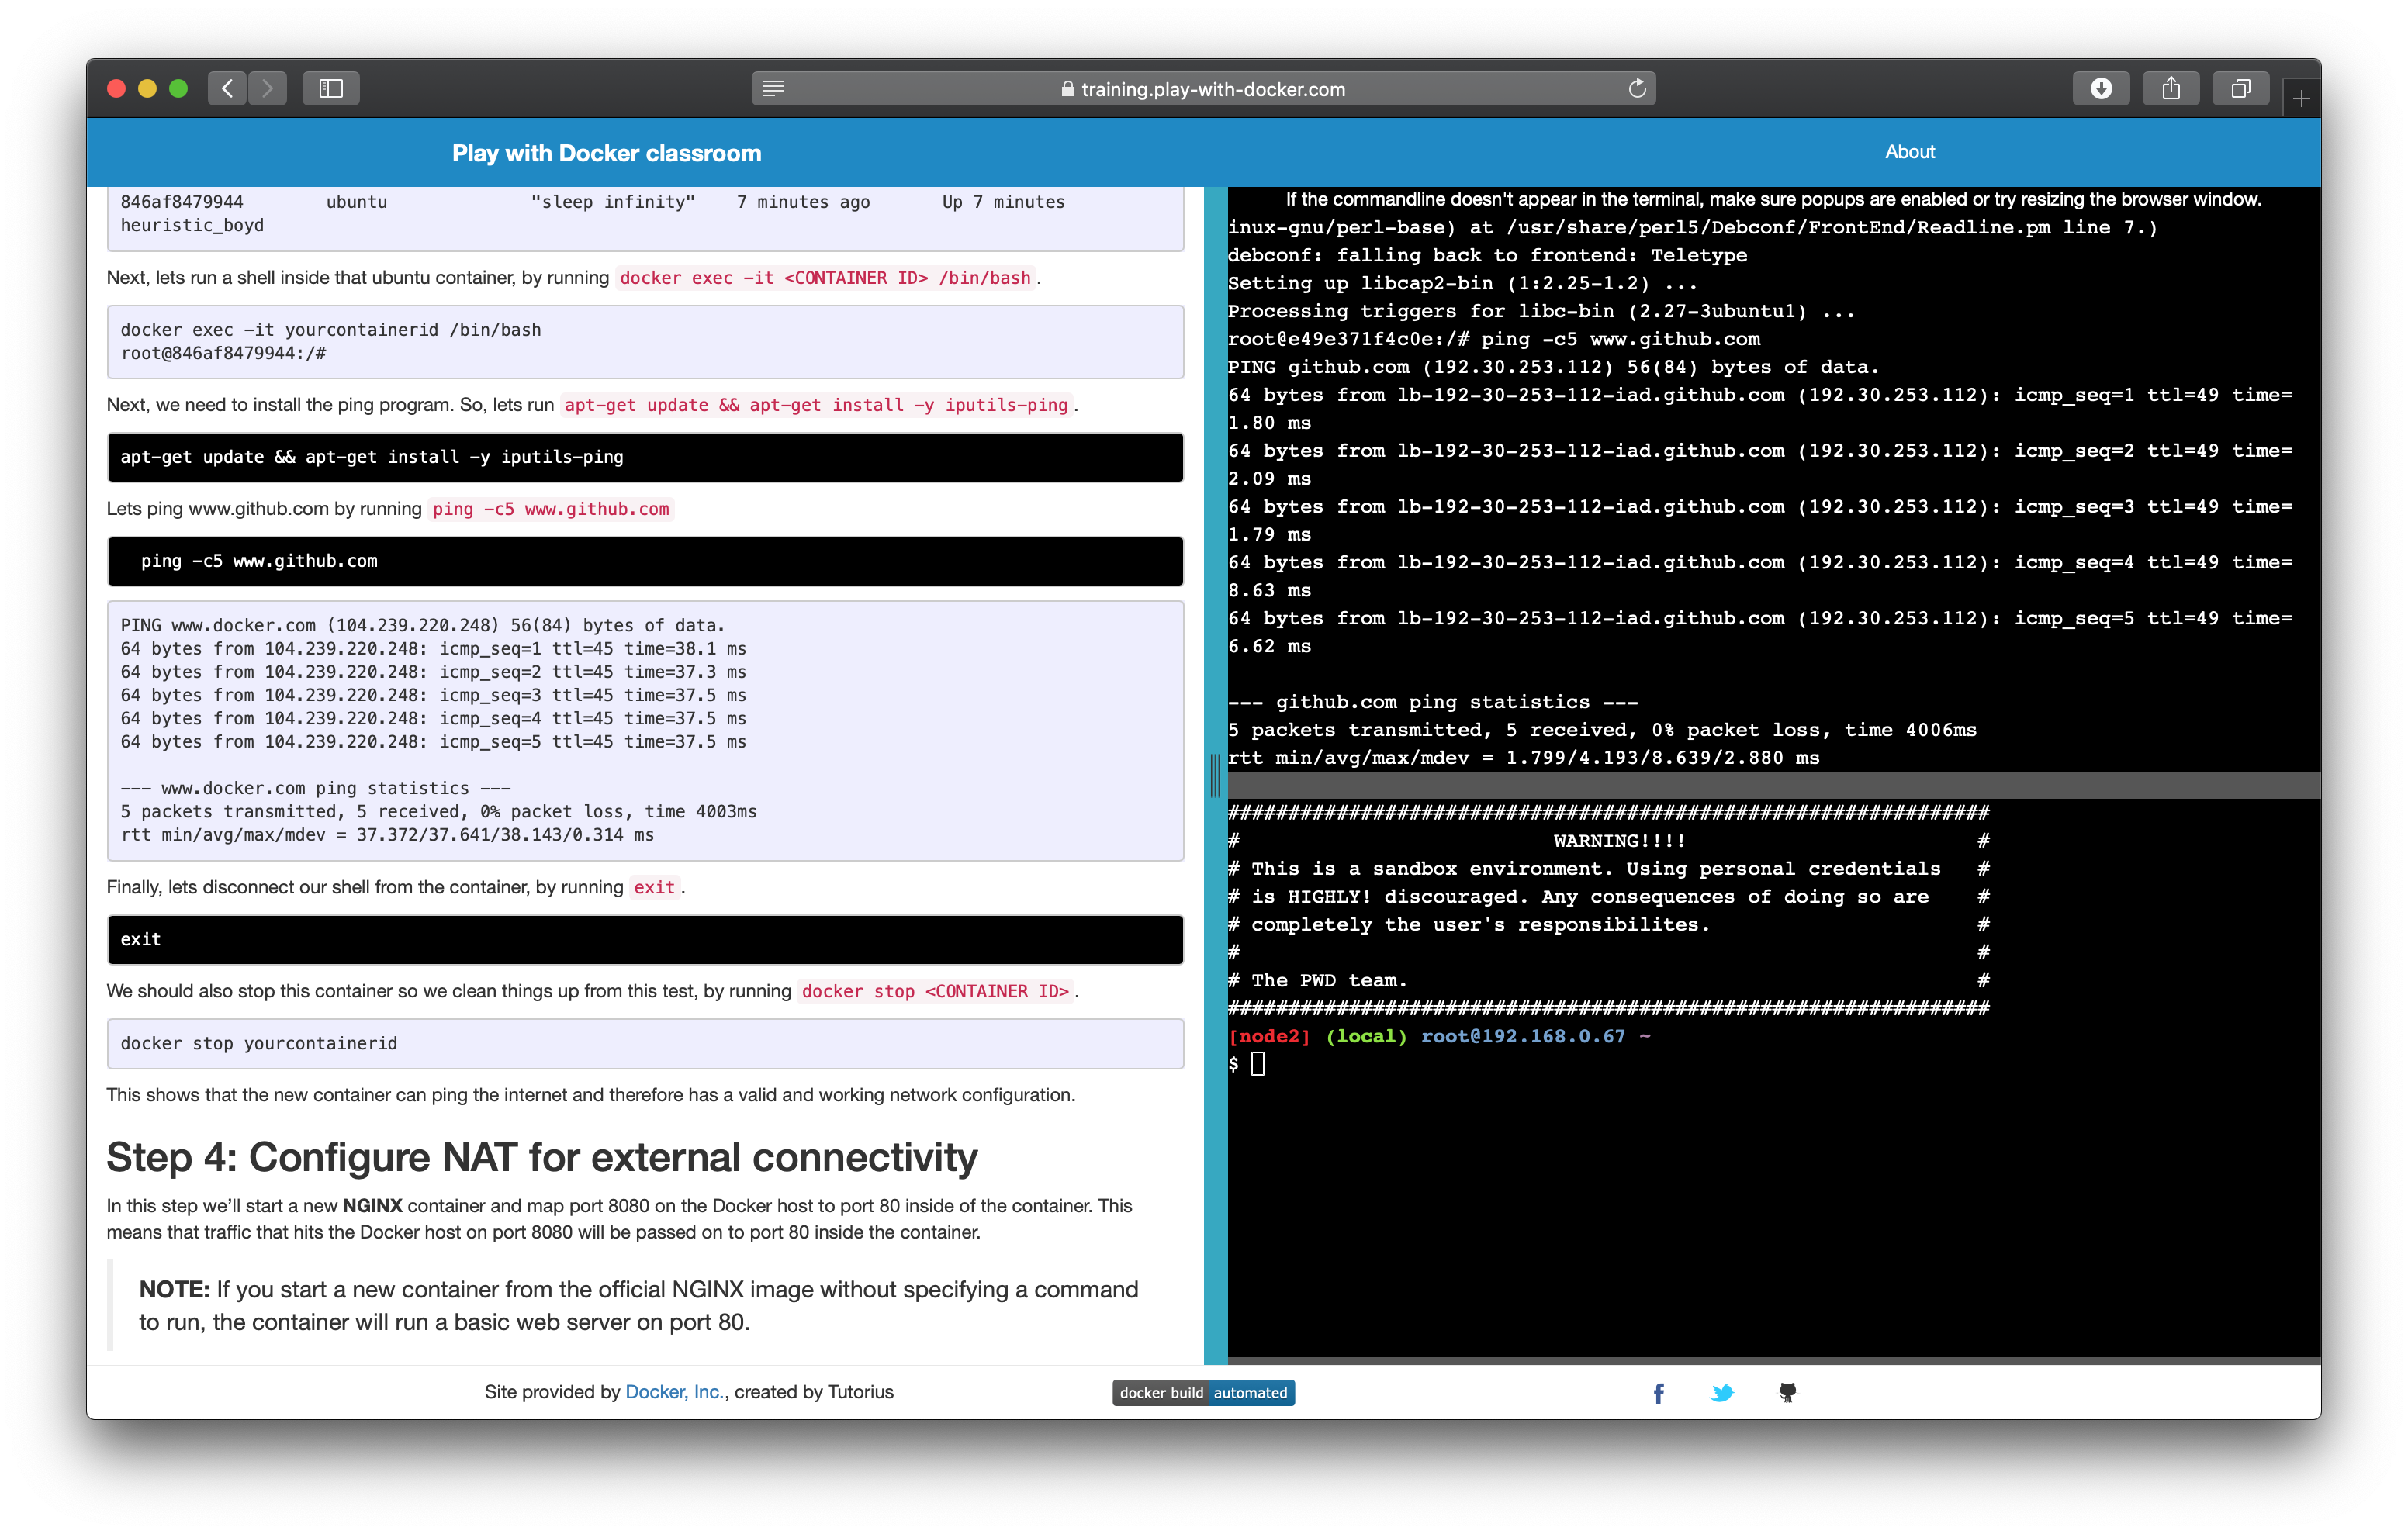 training.play-with-docker.com
Play with Docker classroom
About
846af8479944        ubuntu              "sleep infinity"    7 minutes ago       Up 7 minutes
heuristic_boyd
Next, lets run a shell inside that ubuntu container, by running docker exec -it <CONTAINER ID> /bin/bash.
docker exec -it yourcontainerid /bin/bash
root@846af8479944:/#
Next, we need to install the ping program. So, lets run apt-get update && apt-get install -y iputils-ping.
apt-get update && apt-get install -y iputils-ping
Lets ping www.github.com by running ping -c5 www.github.com
ping -c5 www.github.com
PING www.docker.com (104.239.220.248) 56(84) bytes of data.
64 bytes from 104.239.220.248: icmp_seq=1 ttl=45 time=38.1 ms
64 bytes from 104.239.220.248: icmp_seq=2 ttl=45 time=37.3 ms
64 bytes from 104.239.220.248: icmp_seq=3 ttl=45 time=37.5 ms
64 bytes from 104.239.220.248: icmp_seq=4 ttl=45 time=37.5 ms
64 bytes from 104.239.220.248: icmp_seq=5 ttl=45 time=37.5 ms
--- www.docker.com ping statistics ---
5 packets transmitted, 5 received, 0% packet loss, time 4003ms
rtt min/avg/max/mdev = 37.372/37.641/38.143/0.314 ms
Finally, lets disconnect our shell from the container, by running exit.
exit
We should also stop this container so we clean things up from this test, by running docker stop <CONTAINER ID>.
docker stop yourcontainerid
This shows that the new container can ping the internet and therefore has a valid and working network configuration.
Step 4: Configure NAT for external connectivity
In this step we’ll start a new NGINX container and map port 8080 on the Docker host to port 80 inside of the container. This
means that traffic that hits the Docker host on port 8080 will be passed on to port 80 inside the container.
NOTE: If you start a new container from the official NGINX image without specifying a command
to run, the container will run a basic web server on port 80.
If the commandline doesn't appear in the terminal, make sure popups are enabled or try resizing the browser window.
inux-gnu/perl-base) at /usr/share/perl5/Debconf/FrontEnd/Readline.pm line 7.)
debconf: falling back to frontend: Teletype
Setting up libcap2-bin (1:2.25-1.2) ...
Processing triggers for libc-bin (2.27-3ubuntu1) ...
root@e49e371f4c0e:/# ping -c5 www.github.com
PING github.com (192.30.253.112) 56(84) bytes of data.
64 bytes from lb-192-30-253-112-iad.github.com (192.30.253.112): icmp_seq=1 ttl=49 time=
1.80 ms
64 bytes from lb-192-30-253-112-iad.github.com (192.30.253.112): icmp_seq=2 ttl=49 time=
2.09 ms
64 bytes from lb-192-30-253-112-iad.github.com (192.30.253.112): icmp_seq=3 ttl=49 time=
1.79 ms
64 bytes from lb-192-30-253-112-iad.github.com (192.30.253.112): icmp_seq=4 ttl=49 time=
8.63 ms
64 bytes from lb-192-30-253-112-iad.github.com (192.30.253.112): icmp_seq=5 ttl=49 time=
6.62 ms
--- github.com ping statistics ---
5 packets transmitted, 5 received, 0% packet loss, time 4006ms
rtt min/avg/max/mdev = 1.799/4.193/8.639/2.880 ms
###############################################################
#                          WARNING!!!!                        #
# This is a sandbox environment. Using personal credentials   #
# is HIGHLY! discouraged. Any consequences of doing so are    #
# completely the user's responsibilites.                      #
#                                                             #
# The PWD team.                                               #
###############################################################
[node2] (local) root@192.168.0.67 ~
$
Site provided by Docker, Inc., created by Tutorius
docker build automated